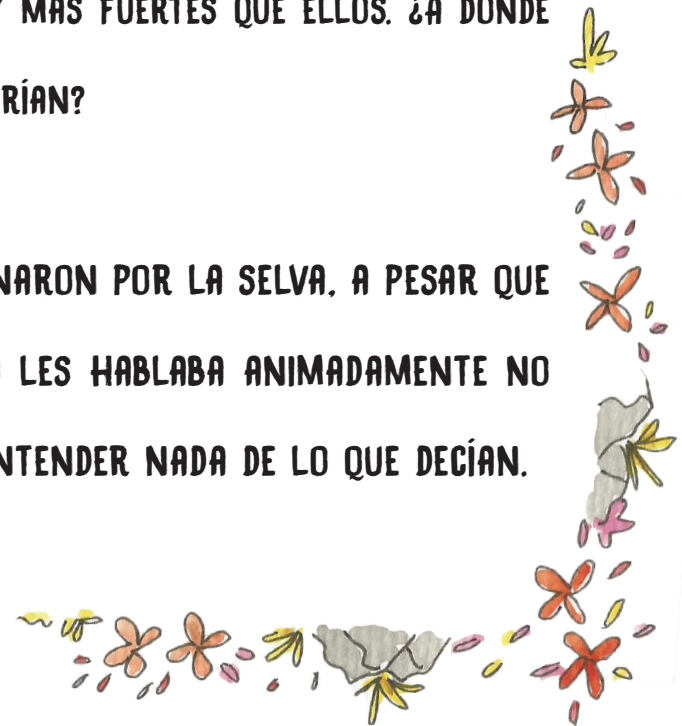 MÁS FUERTES QUE ELLOS. ¿A DÓNDE
RÍAN?
NARON POR LA SELVA, A PESAR QUE
LES HABLABA ANIMADAMENTE NO
NTENDER NADA DE LO QUE DECÍAN.